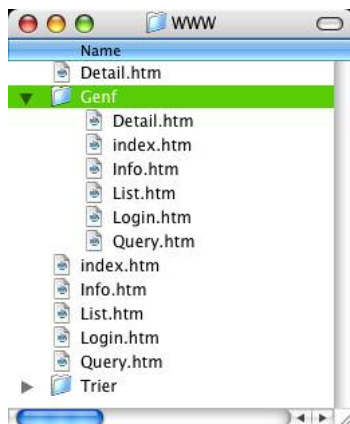 WWW
Name
Detail.htm
Genf
Detail.htm
index.htm
Info.htm
List.htm
Login.htm
Query.htm
index.htm
Info.htm
List.htm
Login.htm
Query.htm
Trier